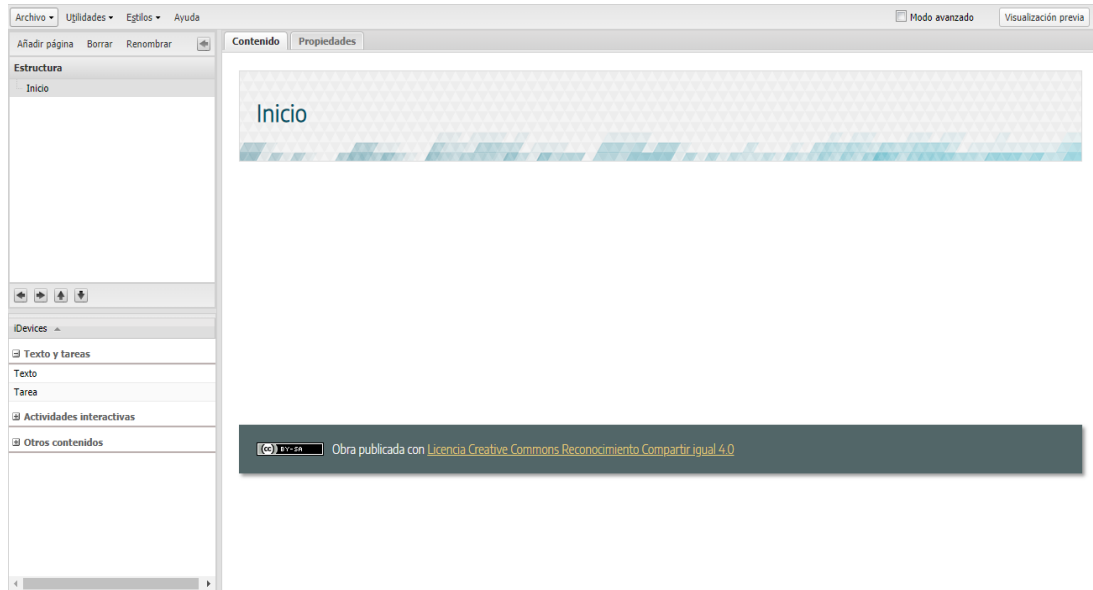 Archivo Utilidades Estilos Ayuda Modo avanzado Visualización previa
Añadir página Borrar Renombrar
Contenido Propiedades
Estructura
Inicio
Inicio
iDevices
Texto y tareas
Texto
Tarea
Actividades interactivas
Otros contenidos
(cc) BY-SA Obra publicada con Licencia Creative Commons Reconocimiento Compartir igual 4.0